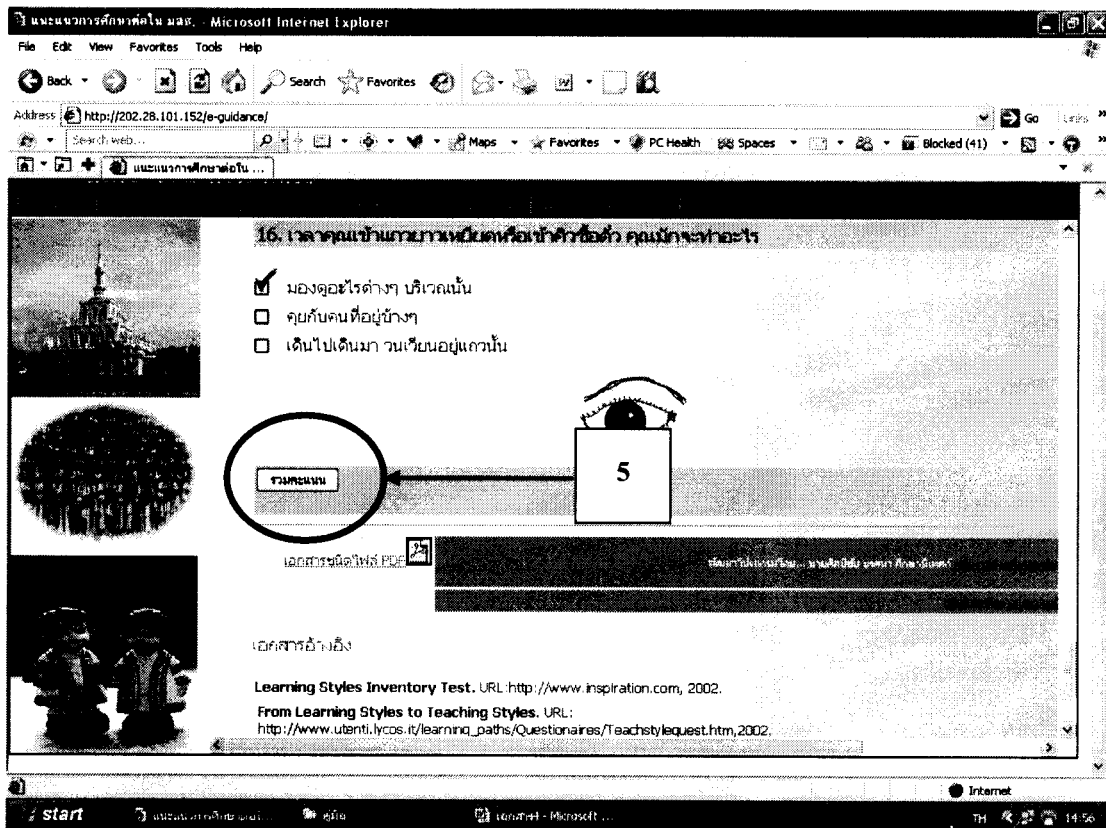 แนะแนวการศึกษาต่อใน มสธ. - Microsoft Internet Explorer
File Edit View Favorites Tools Help
Back Search Favorites
Address http://202.28.101.152/e-guidance/ Go Links
Search web... Maps Favorites PC Health Spaces Blocked (41)
แนะแนวการศึกษาต่อใน ...
16. เวลาคุณเข้าแถวยาวเหยียดหรือเข้าคิวซื้อตั๋ว คุณมักจะทำอะไร
มองดูอะไรต่างๆ บริเวณนั้น
คุยกับคนที่อยู่ข้างๆ
เดินไปเดินมา วนเวียนอยู่แถวนั้น
รวมคะแนน
5
เอกสารชนิดไฟล์ PDF
เอกสารอ้างอิง
Learning Styles Inventory Test. URL:http://www.inspiration.com, 2002.
From Learning Styles to Teaching Styles. URL:
http://www.utenti.lycos.it/learning_paths/Questionaires/Teachstylequest.htm,2002.
Internet
start คู่มือ - Microsoft ... TH 14:56